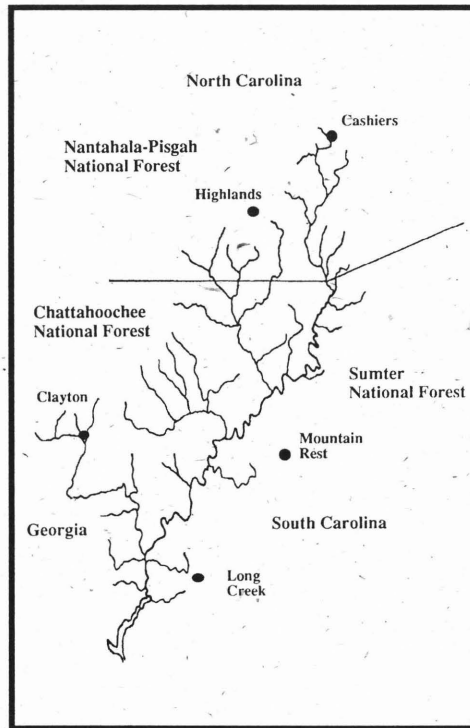 North Carolina
Cashiers
Nantahala-Pisgah
National Forest
Highlands
Chattahoochee
National Forest
Sumter
National Forest
Clayton
Mountain
Rest
Georgia
South Carolina
Long
Creek